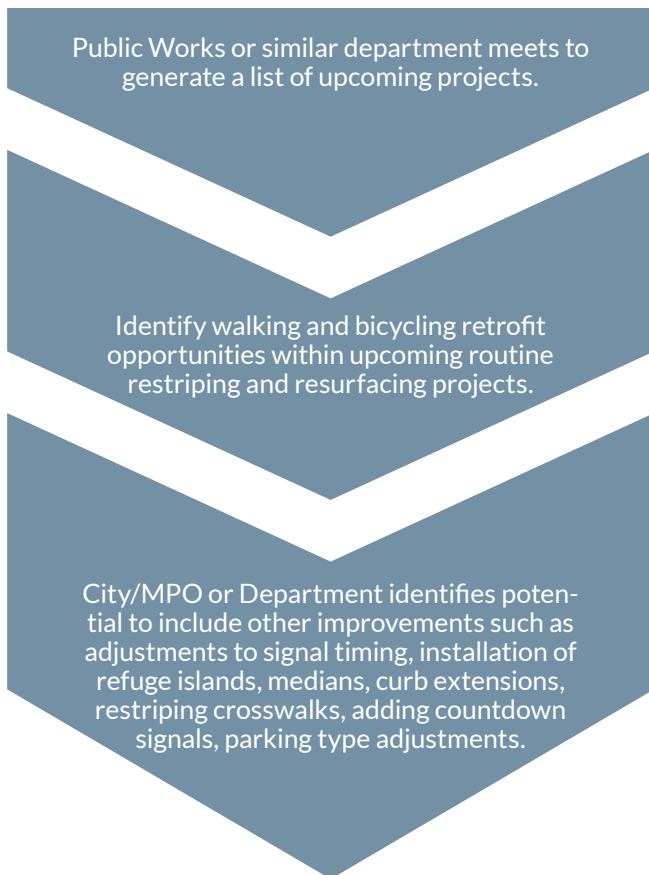 Public Works or similar department meets to
generate a list of upcoming projects.
Identify walking and bicycling retrofit
opportunities within upcoming routine
restriping and resurfacing projects.
City/MPO or Department identifies poten-
tial to include other improvements such as
adjustments to signal timing, installation of
refuge islands, medians, curb extensions,
restriping crosswalks, adding countdown
signals, parking type adjustments.